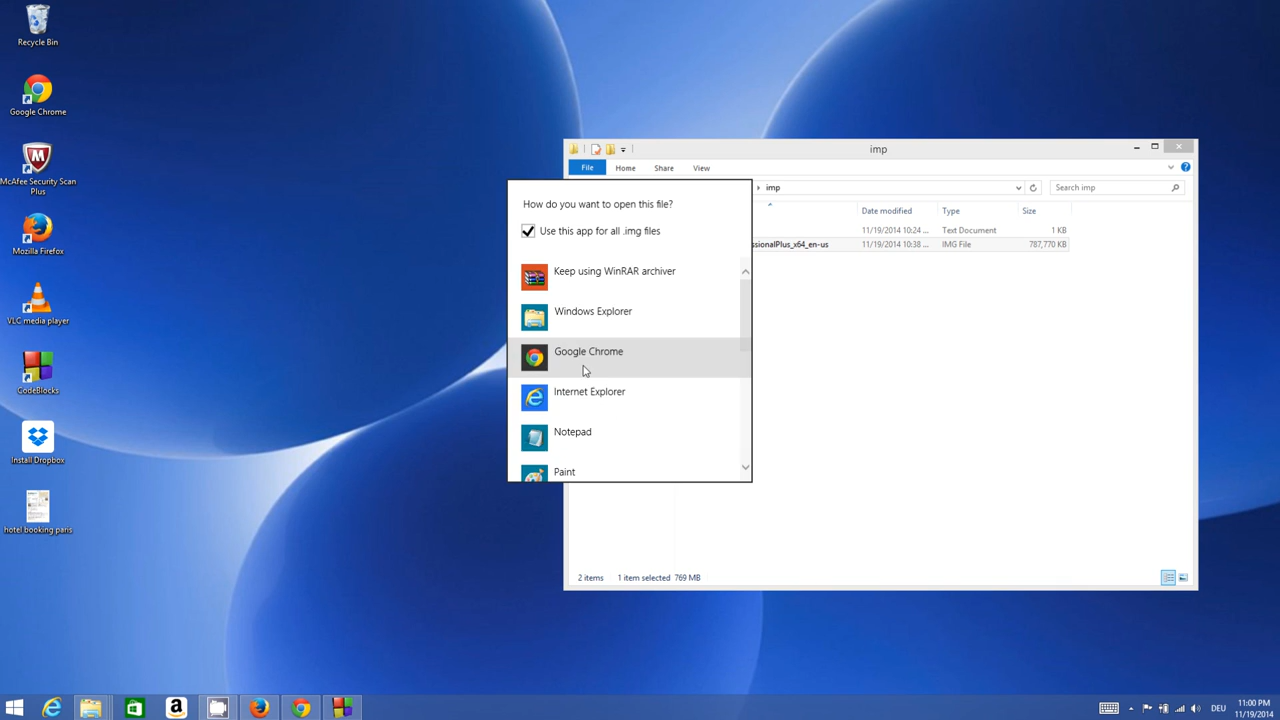 Recycle Bin
Google Chrome
McAfee Security Scan
Plus
Mozilla Firefox
VLC media player
CodeBlocks
Install Dropbox
hotel booking paris
imp
File
Home
Share
View
imp
Search imp
Date modified
Type
Size
11/19/2014 10:24 ...
Text Document
1 KB
ssionalPlus_x64_en-us
11/19/2014 10:38 ...
IMG File
787,770 KB
How do you want to open this file?
Use this app for all .img files
Keep using WinRAR archiver
Windows Explorer
Google Chrome
Internet Explorer
Notepad
Paint
2 items
1 item selected 769 MB
DEU
11:00 PM
11/19/2014